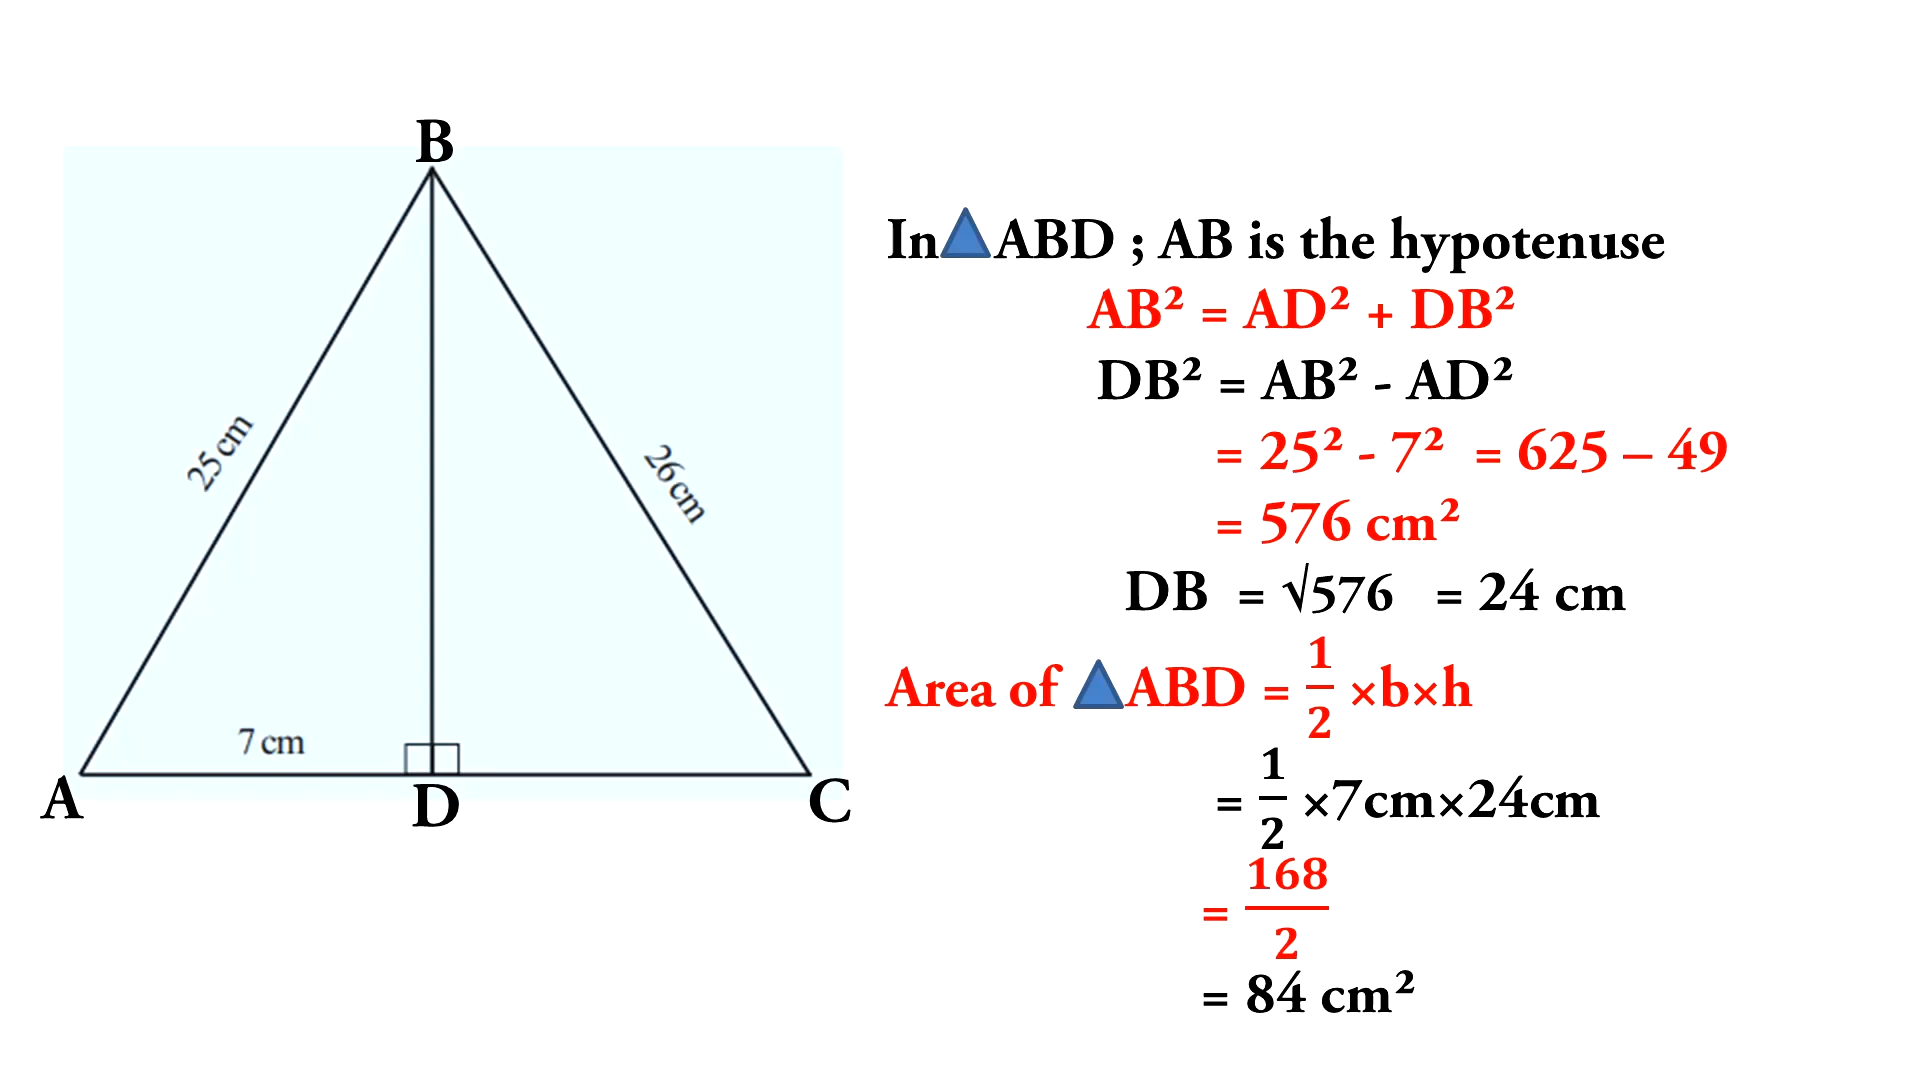 B
25 cm
26 cm
7 cm
A
D
C
In ABD ; AB is the hypotenuse
AB² = AD² + DB²
DB² = AB² - AD²
= 25² - 7² = 625 – 49
= 576 cm²
DB = √576 = 24 cm
Area of ABD = 1/2 ×b×h
= 1/2 ×7cm×24cm
= 168/2
= 84 cm²